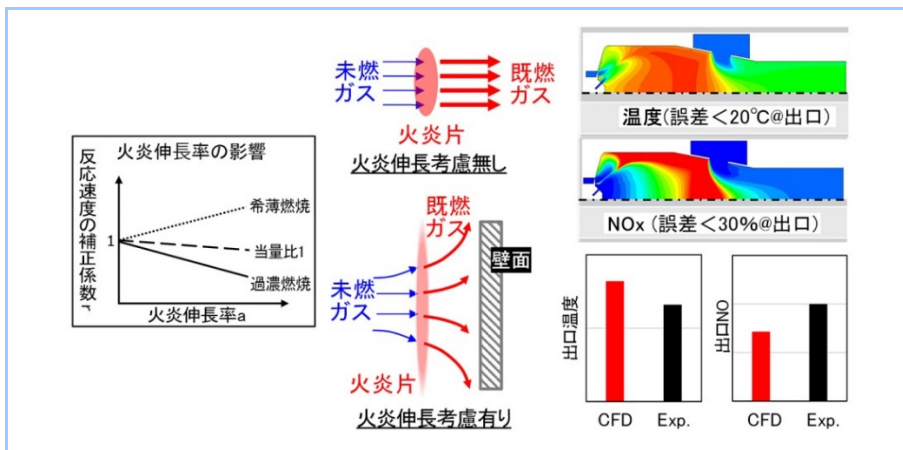 火炎伸長率の影響
反応速度の補正係数r
1
希薄燃焼
当量比1
過濃燃焼
火炎伸長率a
未燃
ガス
既燃
ガス
火炎片
火炎伸長考慮無し
既燃
ガス
未燃
ガス
壁面
火炎片
火炎伸長考慮有り
温度(誤差<20℃@出口)
NOx (誤差<30%@出口)
出口温度
CFD Exp.
出口NO
CFD Exp.